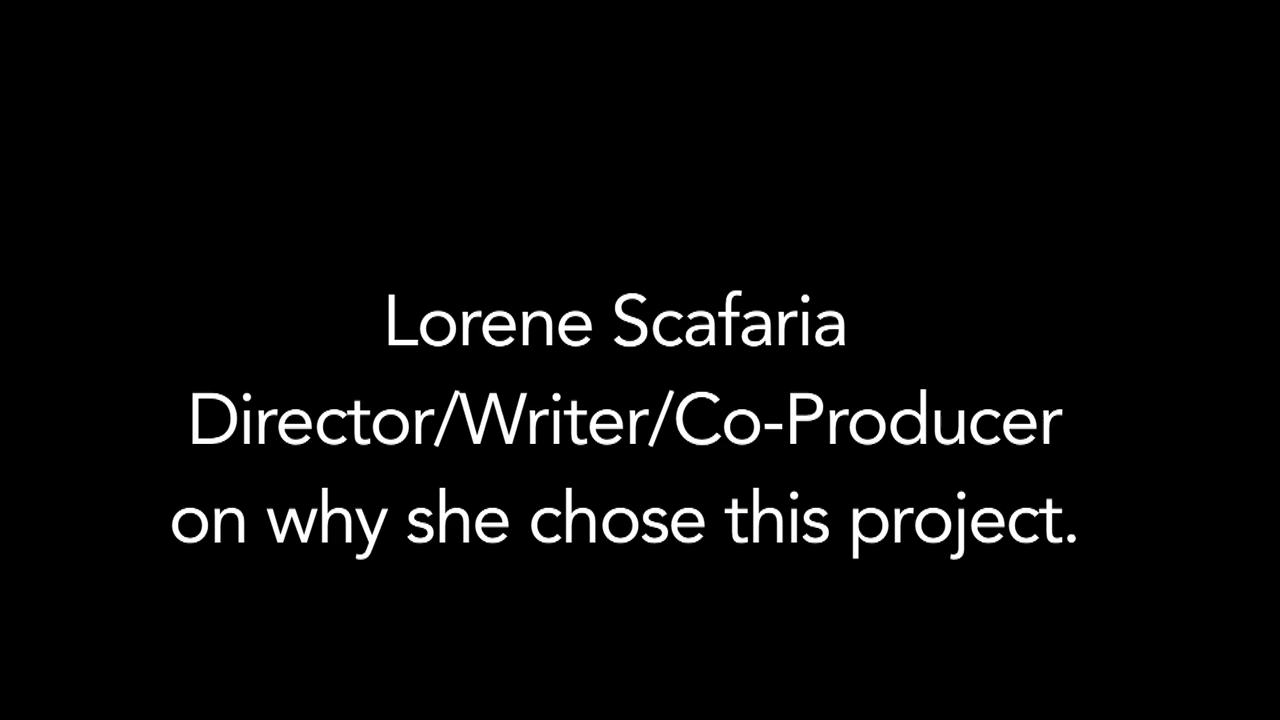 Lorene Scafaria
Director/Writer/Co-Producer
on why she chose this project.